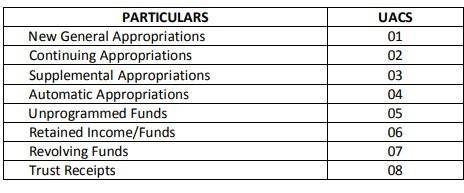 PARTICULARS UACS
New General Appropriations 01
Continuing Appropriations 02
Supplemental Appropriations 03
Automatic Appropriations 04
Unprogrammed Funds 05
Retained Income/Funds 06
Revolving Funds 07
Trust Receipts 08